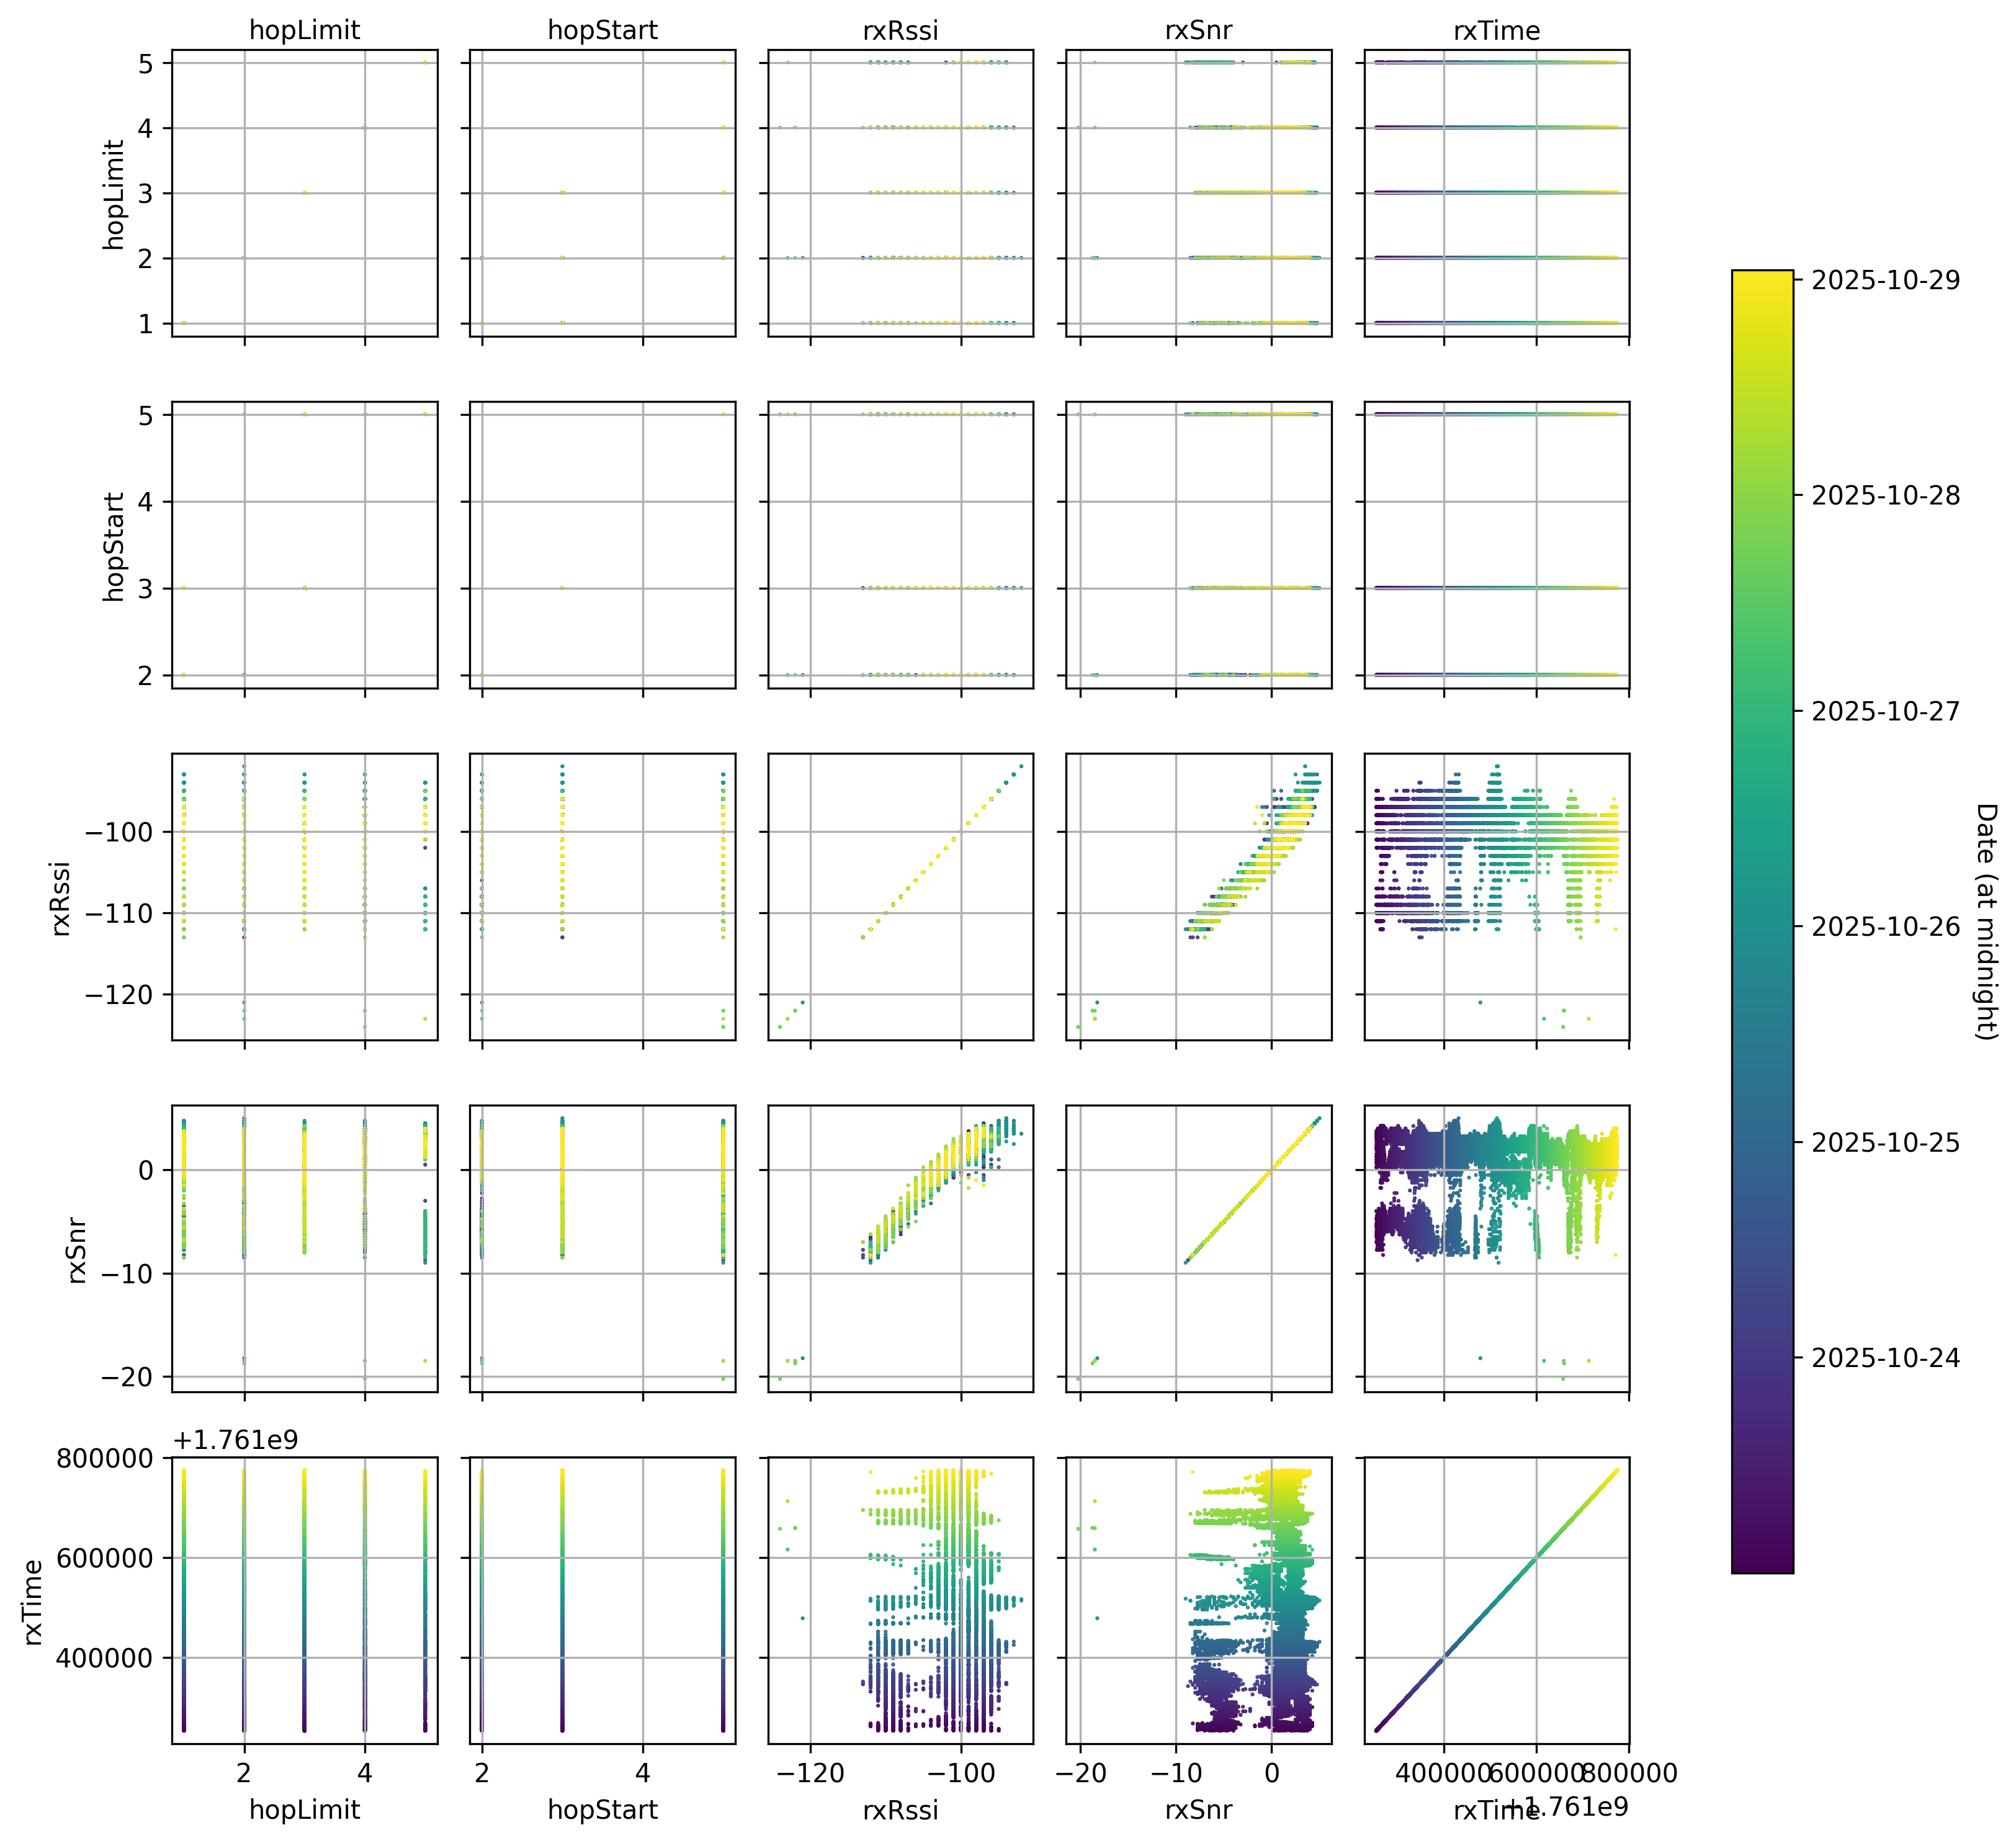 hopLimit hopStart rxRssi rxSnr rxTime
5
4
3
2
1
hopLimit
5
4
3
2
hopStart
−100
−110
−120
rxRssi
0
−10
−20
rxSnr
+1.761e9
800000
600000
400000
rxTime
2 4 2 4 −120 −100 −20 −10 0 400000 600000 800000
hopLimit hopStart rxRssi rxSnr rxTime +1.761e9
2025-10-29
2025-10-28
2025-10-27
2025-10-26
2025-10-25
2025-10-24
Date (at midnight)